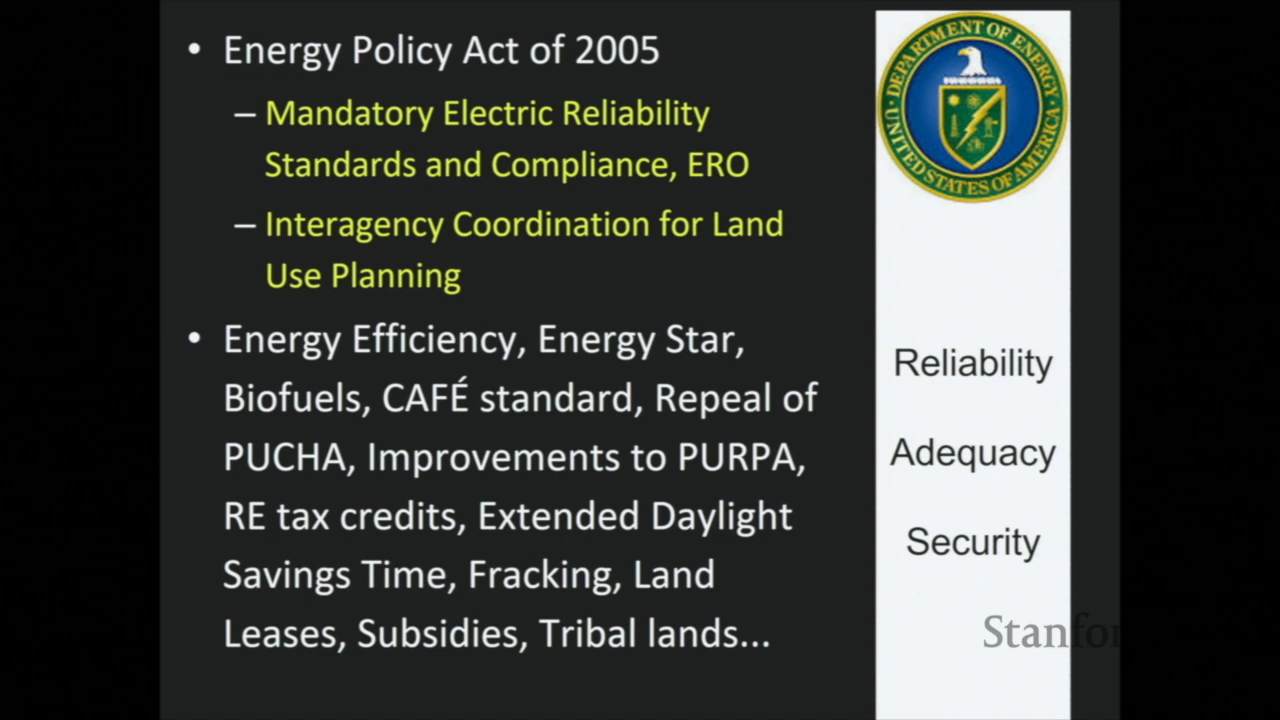 • Energy Policy Act of 2005
– Mandatory Electric Reliability
Standards and Compliance, ERO
– Interagency Coordination for Land
Use Planning
• Energy Efficiency, Energy Star,
Biofuels, CAFÉ standard, Repeal of
PUCHA, Improvements to PURPA,
RE tax credits, Extended Daylight
Savings Time, Fracking, Land
Leases, Subsidies, Tribal lands...
DEPARTMENT OF ENERGY
UNITED STATES OF AMERICA
Reliability
Adequacy
Security
Stanfor